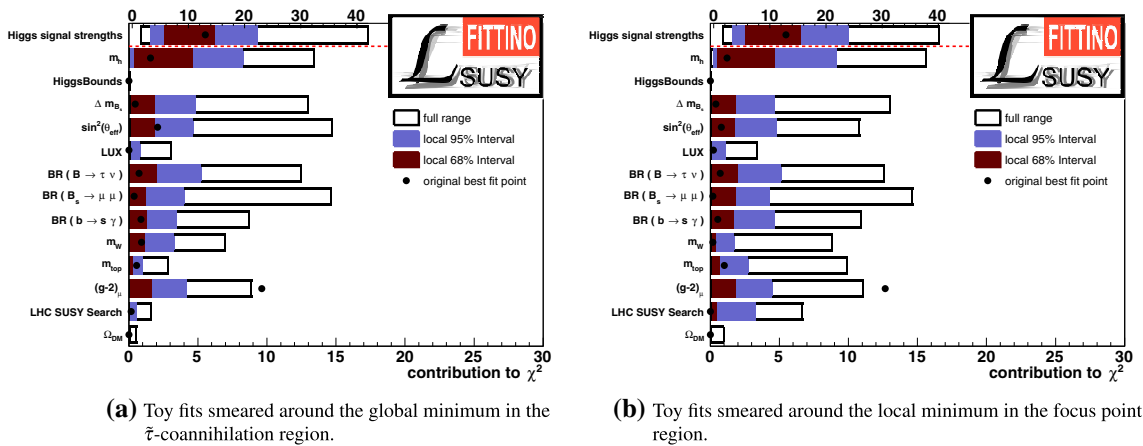 0 10 20 30 40
Higgs signal strengths
m_h
HiggsBounds
Δ m_{B_s}
sin²(θ_eff)
LUX
BR ( B → τ ν )
BR ( B_s → μ μ )
BR ( b → s γ )
m_W
m_top
(g-2)_μ
LHC SUSY Search
Ω_DM
0 5 10 15 20 25 30
contribution to χ²
FITTINO
SUSY
full range
local 95% Interval
local 68% Interval
original best fit point
(a) Toy fits smeared around the global minimum in the
τ̃-coannihilation region.
0 10 20 30 40
Higgs signal strengths
m_h
HiggsBounds
Δ m_{B_s}
sin²(θ_eff)
LUX
BR ( B → τ ν )
BR ( B_s → μ μ )
BR ( b → s γ )
m_W
m_top
(g-2)_μ
LHC SUSY Search
Ω_DM
0 5 10 15 20 25 30
contribution to χ²
FITTINO
SUSY
full range
local 95% Interval
local 68% Interval
original best fit point
(b) Toy fits smeared around the local minimum in the focus point
region.